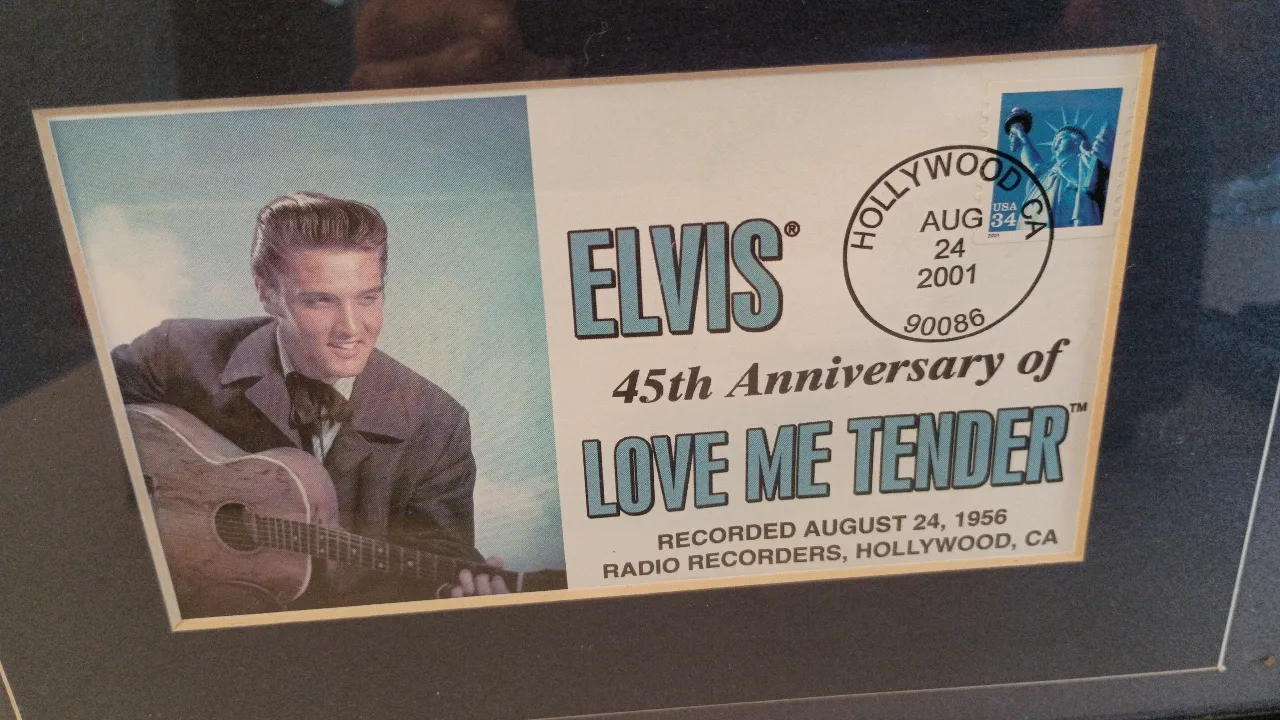 ELVIS®
HOLLYWOOD CA
AUG
24
2001
90086
USA
34
2001
45th Anniversary of
LOVE ME TENDER™
RECORDED AUGUST 24, 1956
RADIO RECORDERS, HOLLYWOOD, CA